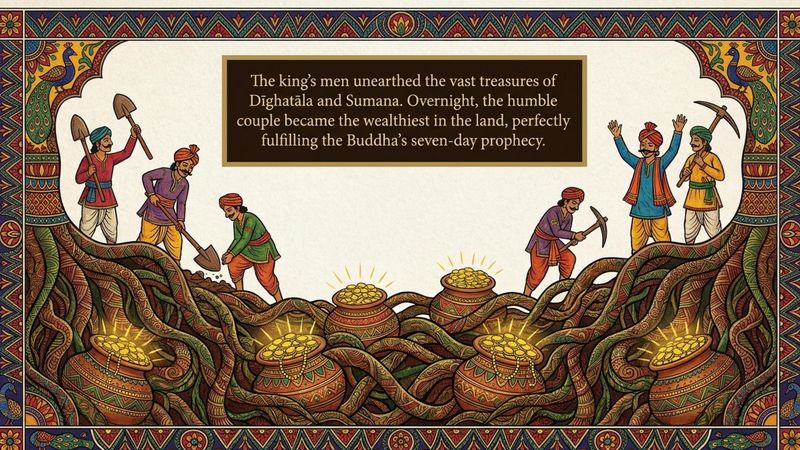 The king's men unearthed the vast treasures of
Dīghatāla and Sumana. Overnight, the humble
couple became the wealthiest in the land, perfectly
fulfilling the Buddha's seven-day prophecy.